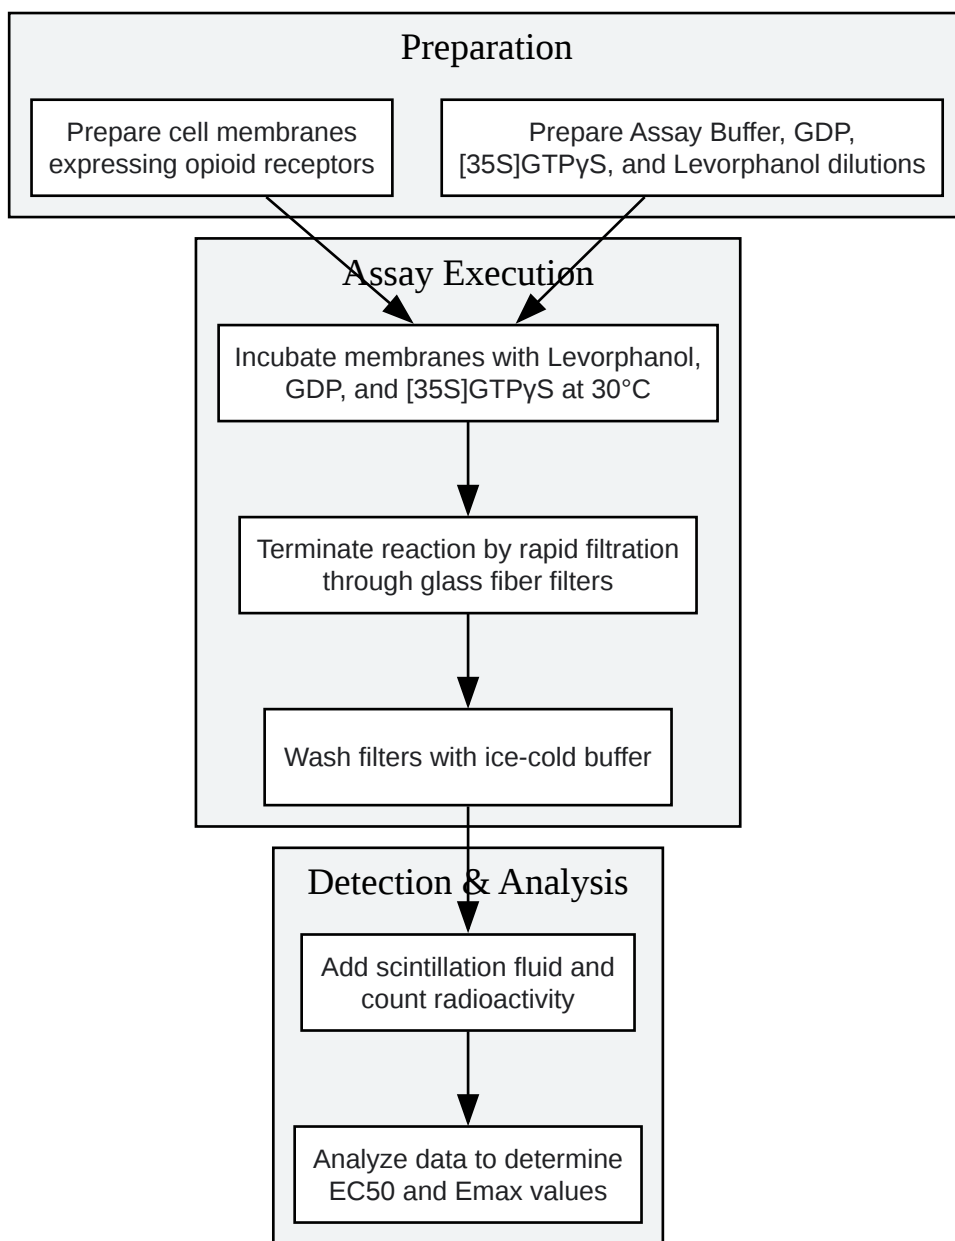 Preparation
Prepare cell membranes
expressing opioid receptors
Prepare Assay Buffer, GDP,
[35S]GTPγS, and Levorphanol dilutions
Assay Execution
Incubate membranes with Levorphanol,
GDP, and [35S]GTPγS at 30°C
Terminate reaction by rapid filtration
through glass fiber filters
Wash filters with ice-cold buffer
Detection & Analysis
Add scintillation fluid and
count radioactivity
Analyze data to determine
EC50 and Emax values